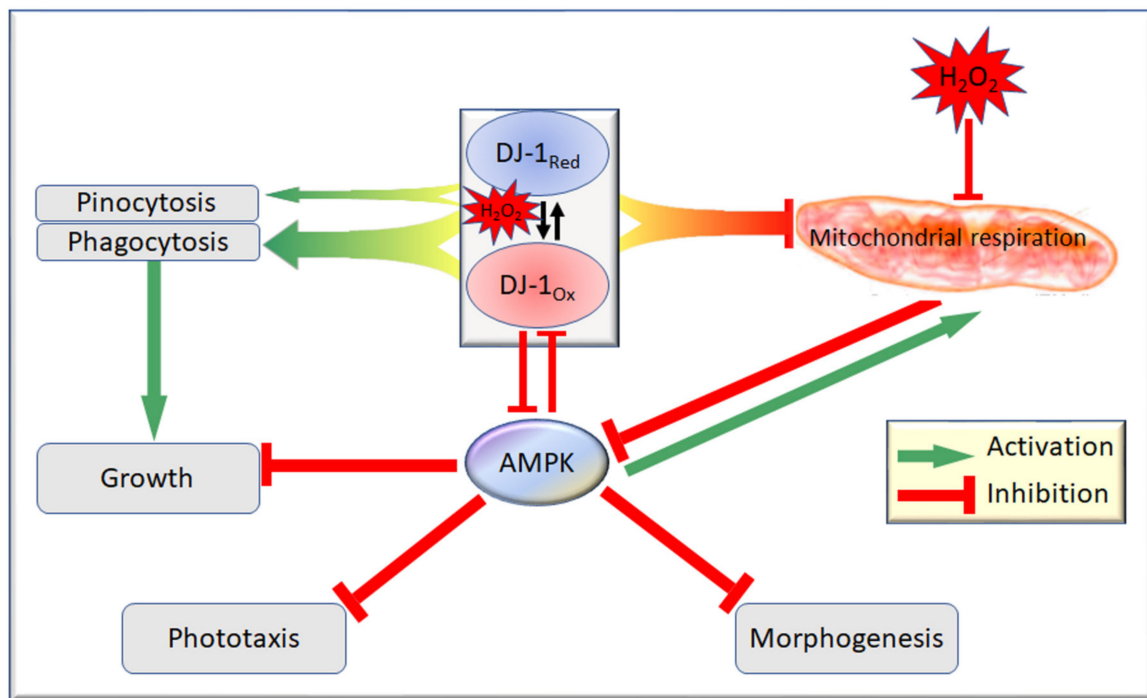 H₂O₂
DJ-1Red
Pinocytosis
H₂O₂
Phagocytosis
Mitochondrial respiration
DJ-1Ox
Activation
Growth
AMPK
Inhibition
Phototaxis
Morphogenesis